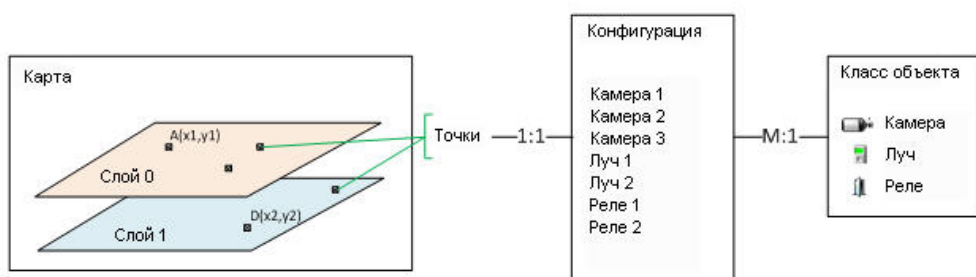 Карта
A(x1,y1)
Слой 0
D(x2,y2)
Слой 1
Точки
1:1
Конфигурация
Камера 1
Камера 2
Камера 3
Луч 1
Луч 2
Реле 1
Реле 2
М:1
Класс объекта
Камера
Луч
Реле